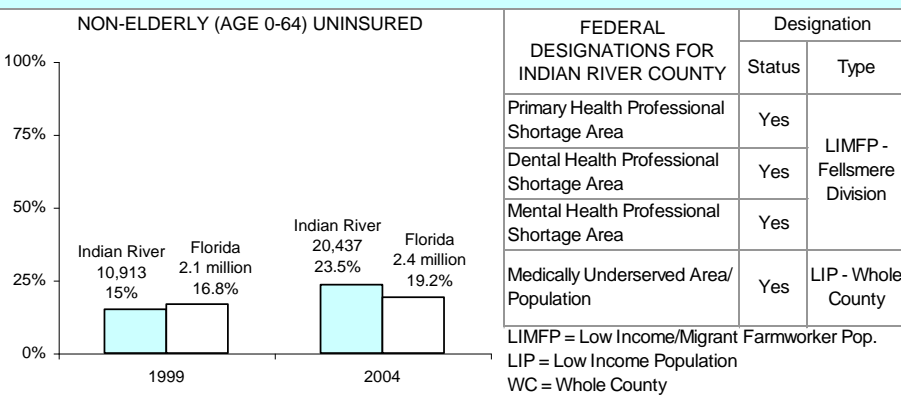 NON-ELDERLY (AGE 0-64) UNINSURED
100%
75%
50%
25%
0%
Indian River
10,913
15%
Florida
2.1 million
16.8%
Indian River
20,437
23.5%
Florida
2.4 million
19.2%
1999
2004
FEDERAL
DESIGNATIONS FOR
INDIAN RIVER COUNTY
Designation
Status
Type
Primary Health Professional
Shortage Area
Yes
Dental Health Professional
Shortage Area
Yes
Mental Health Professional
Shortage Area
Yes
LIMFP -
Fellsmere
Division
Medically Underserved Area/
Population
Yes
LIP - Whole
County
LIMFP = Low Income/Migrant Farmworker Pop.
LIP = Low Income Population
WC = Whole County